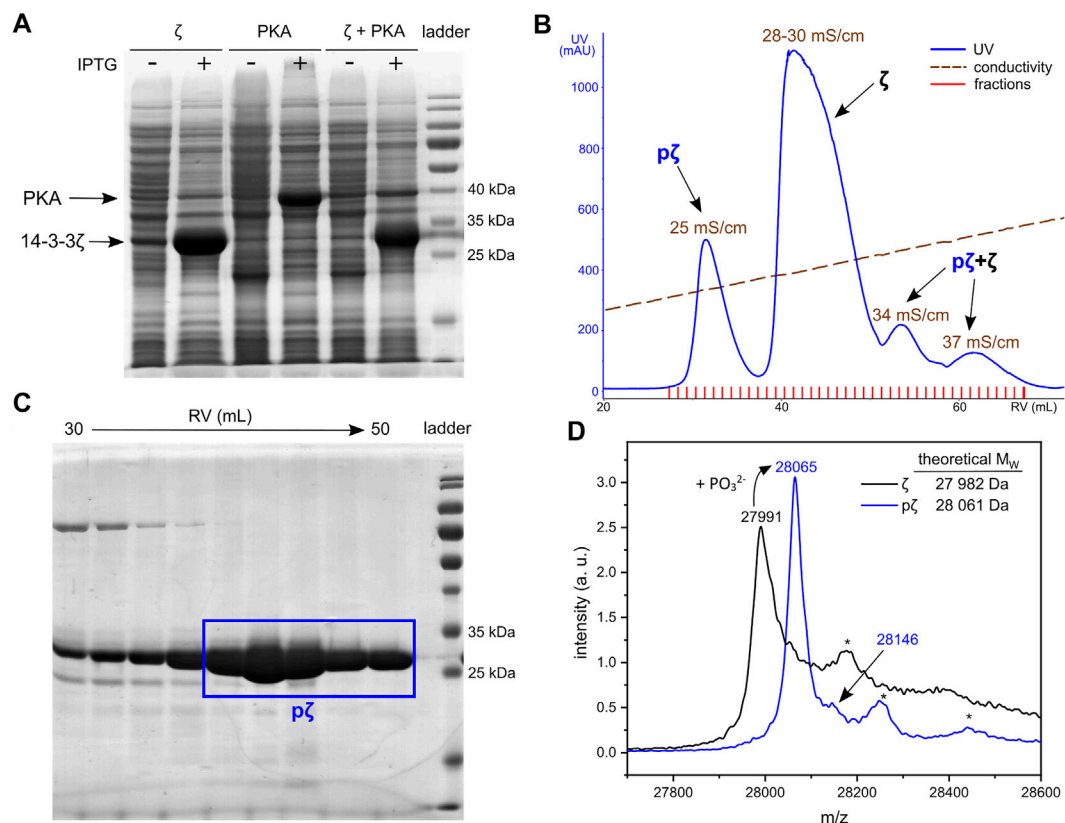 A
ζ PKA ζ + PKA ladder
IPTG - + - + - +
PKA
40 kDa
35 kDa
14-3-3ζ
25 kDa
B
UV
(mAU)
28-30 mS/cm
UV
conductivity
fractions
1000
800
600
400
200
0
ζ
pζ
25 mS/cm
pζ+ζ
34 mS/cm
37 mS/cm
20 40 60 RV (mL)
C
RV (mL)
30 50 ladder
35 kDa
25 kDa
pζ
D
28065
theoretical MW
+ PO₃²⁻
ζ 27 982 Da
27991
pζ 28 061 Da
28146
*
*
*
3.0
2.5
2.0
1.5
1.0
0.5
0.0
intensity (a. u.)
27800 28000 28200 28400 28600
m/z